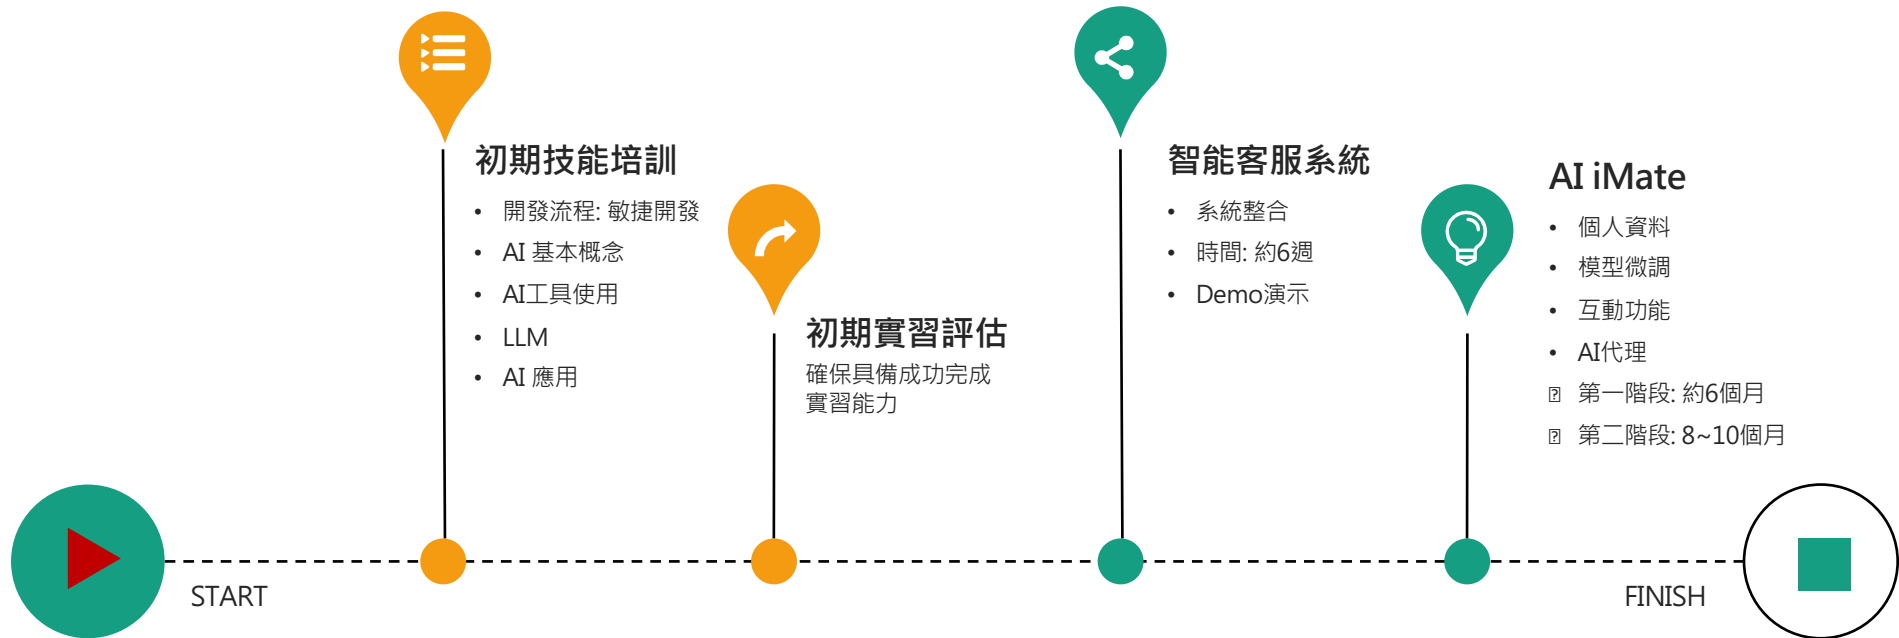 初期技能培訓
• 開發流程: 敏捷開發
• AI 基本概念
• AI工具使用
• LLM
• AI 應用
初期實習評估
確保具備成功完成
實習能力
智能客服系統
• 系統整合
• 時間: 約6週
• Demo演示
AI iMate
• 個人資料
• 模型微調
• 互動功能
• AI代理
⍰ 第一階段: 約6個月
⍰ 第二階段: 8~10個月
START
FINISH